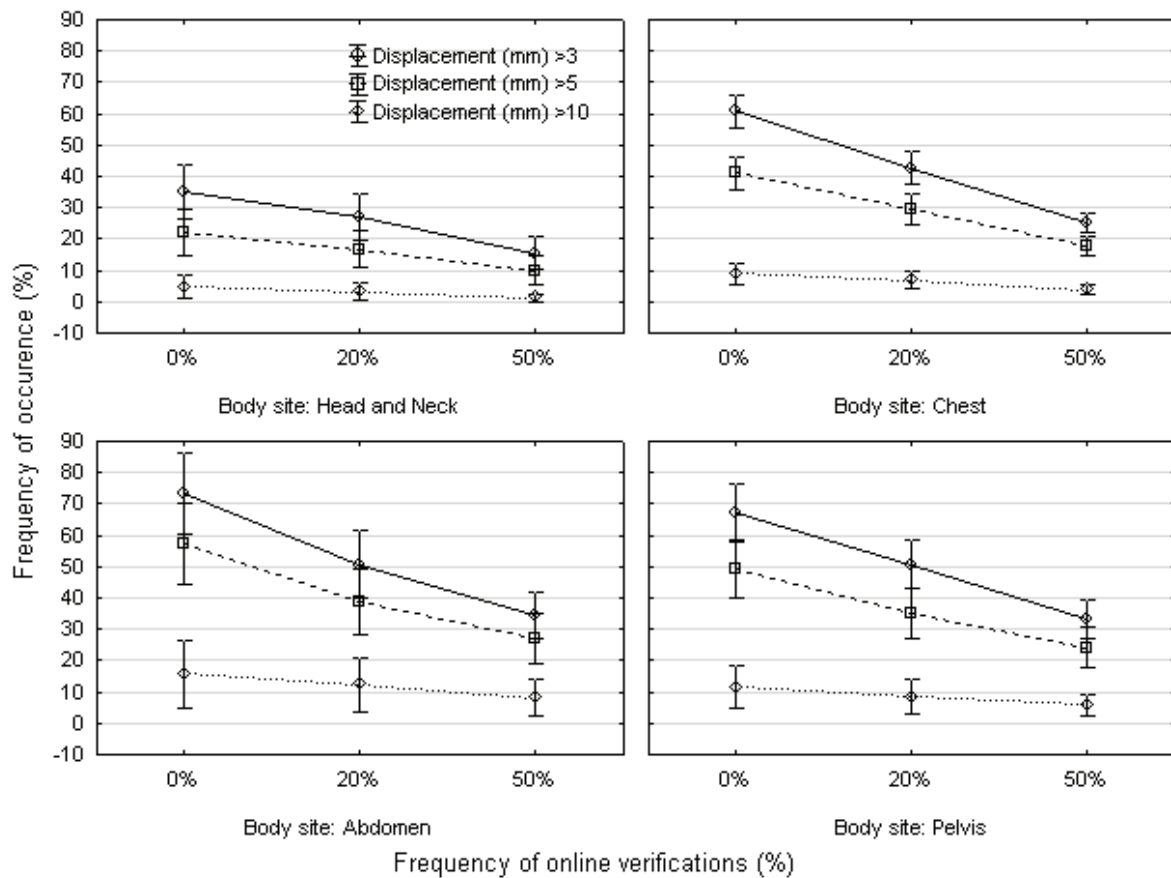 Frequency of occurence (%)
90
80
70
60
50
40
30
20
10
0
-10
Displacement (mm) >3
Displacement (mm) >5
Displacement (mm) >10
0% 20% 50%
Body site: Head and Neck
0% 20% 50%
Body site: Chest
90
80
70
60
50
40
30
20
10
0
-10
0% 20% 50%
Body site: Abdomen
0% 20% 50%
Body site: Pelvis
Frequency of online verifications (%)